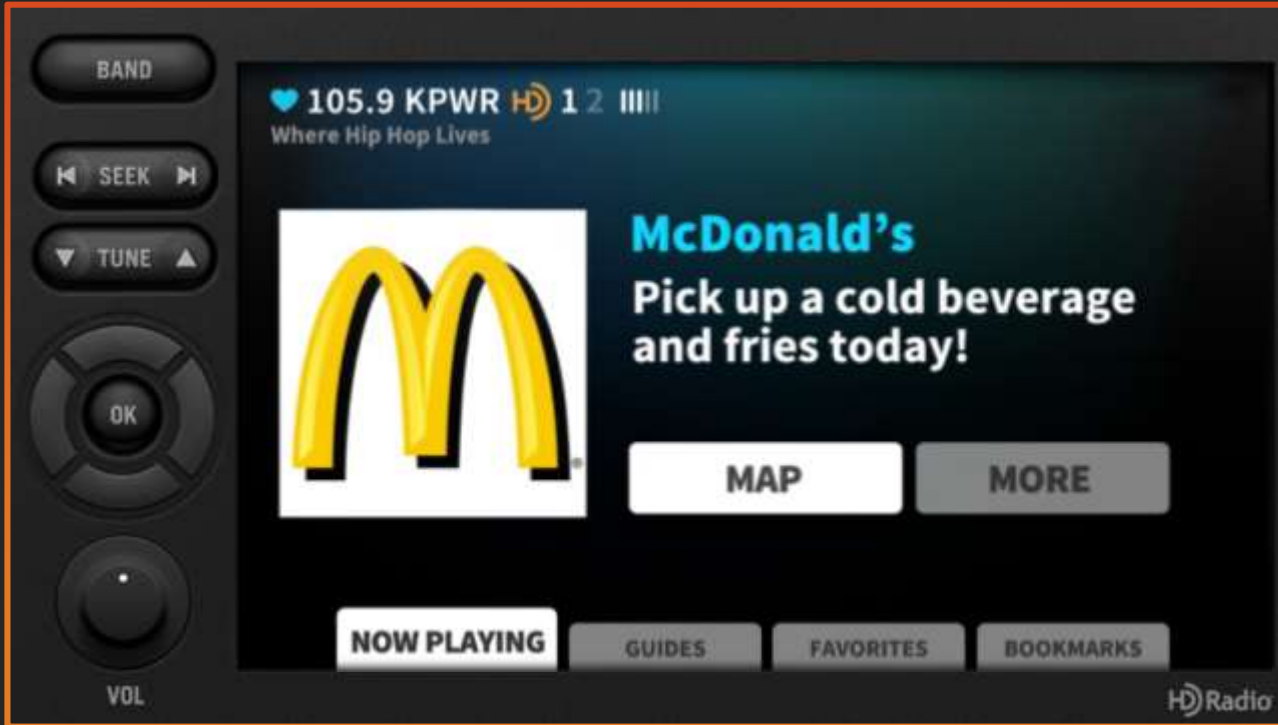 BAND
SEEK
TUNE
OK
VOL
105.9 KPWR HD 1 2
Where Hip Hop Lives
McDonald's
Pick up a cold beverage
and fries today!
MAP
MORE
NOW PLAYING
GUIDES
FAVORITES
BOOKMARKS
HD Radio